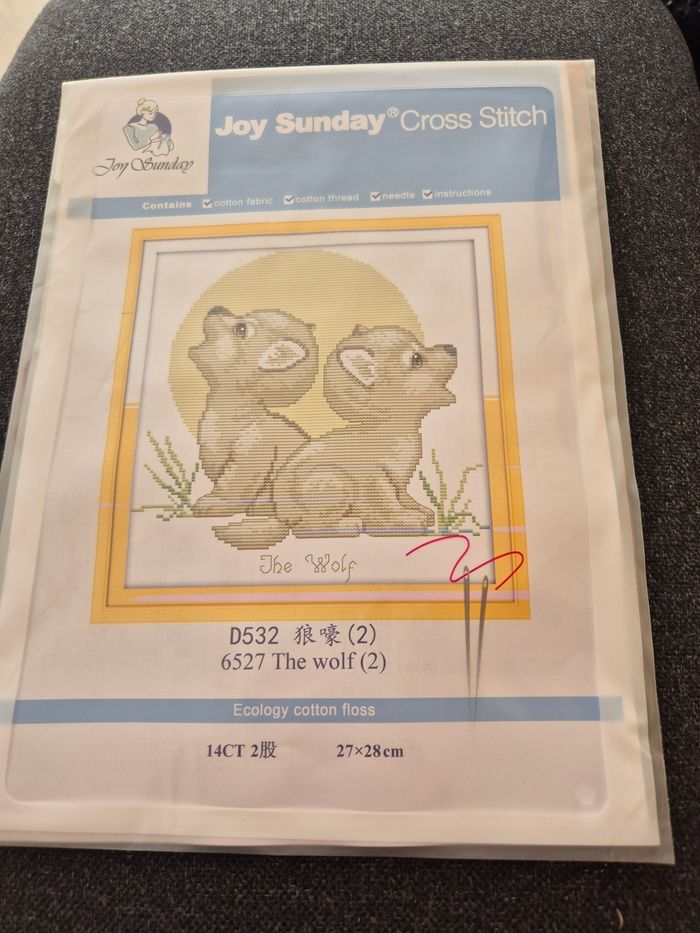 Joy Sunday® Cross Stitch
Joy Sunday
Contains cotton fabric cotton thread needle instructions
The Wolf
D532 狼嚎(2)
6527 The wolf (2)
Ecology cotton floss
14CT 2股 27×28cm